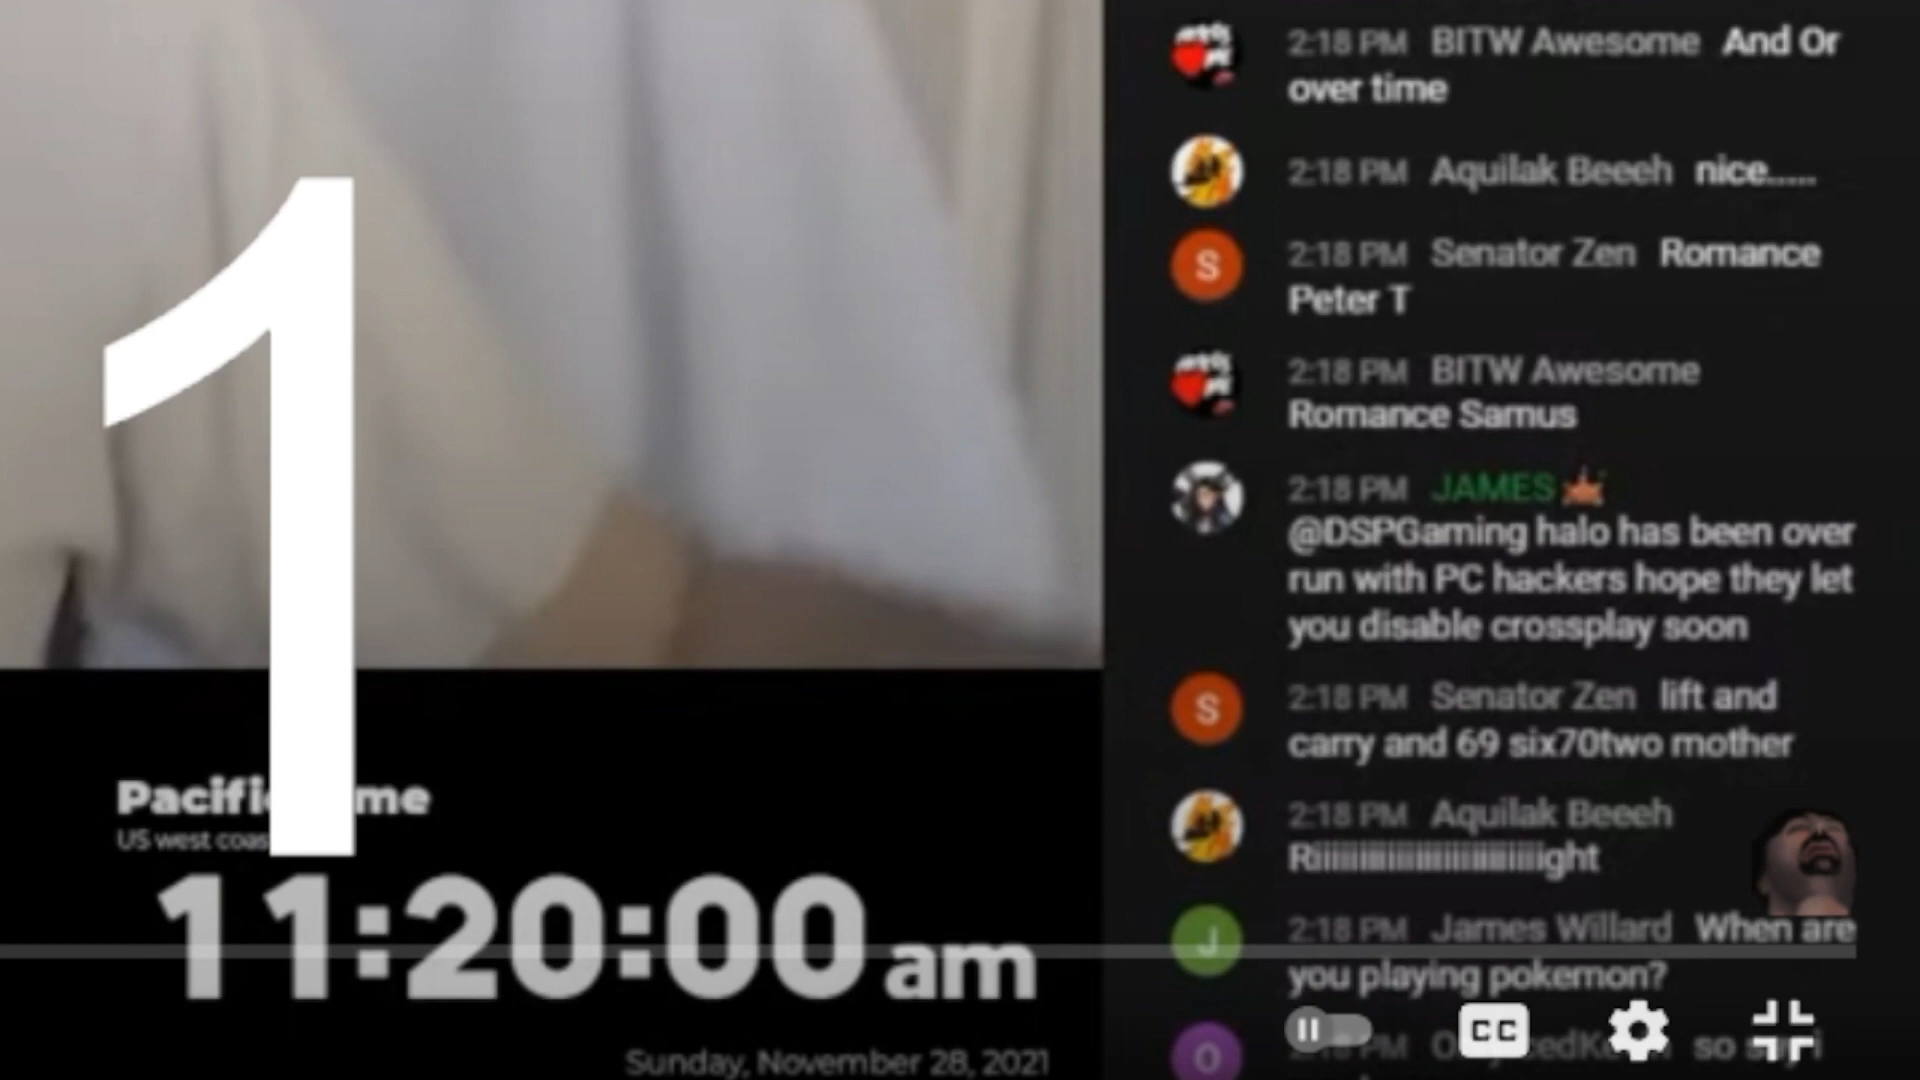 2:18 PM BITW Awesome And Or
over time
2:18 PM Aquilak Beeeh nice.....
S
2:18 PM Senator Zen Romance
Peter T
2:18 PM BITW Awesome
Romance Samus
2:18 PM JAMES
@DSPGaming halo has been over
run with PC hackers hope they let
you disable crossplay soon
S
2:18 PM Senator Zen lift and
carry and 69 six70two mother
2:18 PM Aquilak Beeeh
Riiiiiiiiiiiiiiiiiiiiiiiiiiight
J
2:18 PM James Willard When are
you playing pokemon?
O
so
CC
1
Pacific
US west
11:20:00 am
Sunday, November 28, 2021